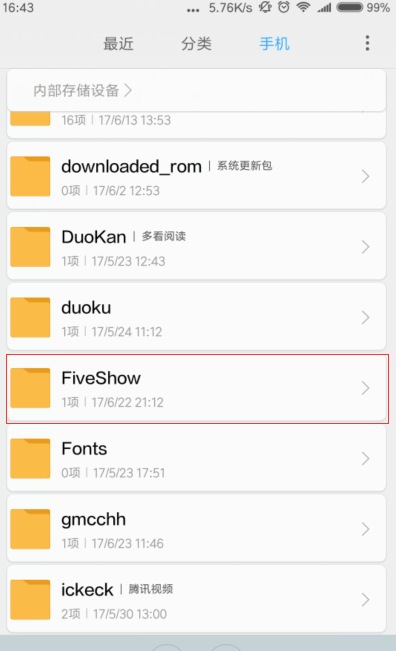 16:43 ... 5.76K/s 99%
最近 分类 手机
内部存储设备
16项 | 17/6/13 13:53
downloaded_rom | 系统更新包
0项 | 17/6/2 12:53
DuoKan | 多看阅读
1项 | 17/5/23 12:43
duoku
1项 | 17/5/24 11:12
FiveShow
1项 | 17/6/22 21:12
Fonts
0项 | 17/5/23 17:51
gmcchh
1项 | 17/6/23 11:46
ickeck | 腾讯视频
2项 | 17/5/30 13:00